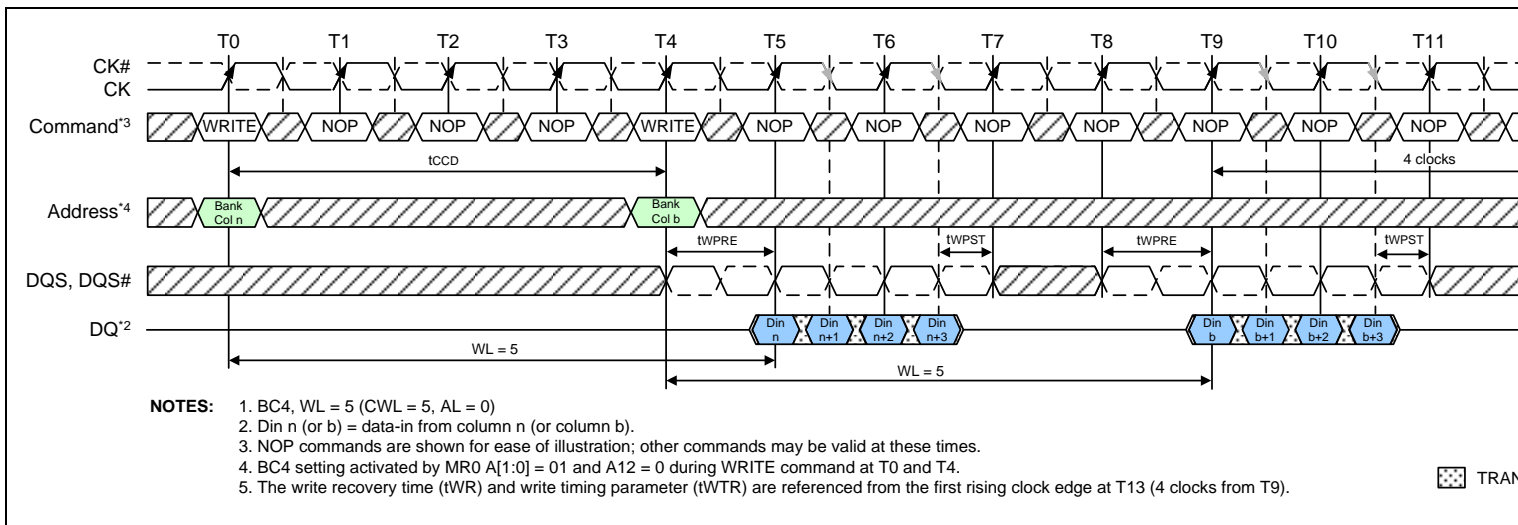 T0 T1 T2 T3 T4 T5 T6 T7 T8 T9 T10 T11
CK#
CK
Command*3 WRITE NOP NOP NOP WRITE NOP NOP NOP NOP NOP NOP NOP
tCCD 4 clocks
Address*4 Bank Col n Bank Col b
tWPRE tWPST tWPRE tWPST
DQS, DQS#
DQ*2 Din n Din n+1 Din n+2 Din n+3 Din b Din b+1 Din b+2 Din b+3
WL = 5
WL = 5
NOTES: 1. BC4, WL = 5 (CWL = 5, AL = 0)
2. Din n (or b) = data-in from column n (or column b).
3. NOP commands are shown for ease of illustration; other commands may be valid at these times.
4. BC4 setting activated by MR0 A[1:0] = 01 and A12 = 0 during WRITE command at T0 and T4.
5. The write recovery time (tWR) and write timing parameter (tWTR) are referenced from the first rising clock edge at T13 (4 clocks from T9).
TRAN